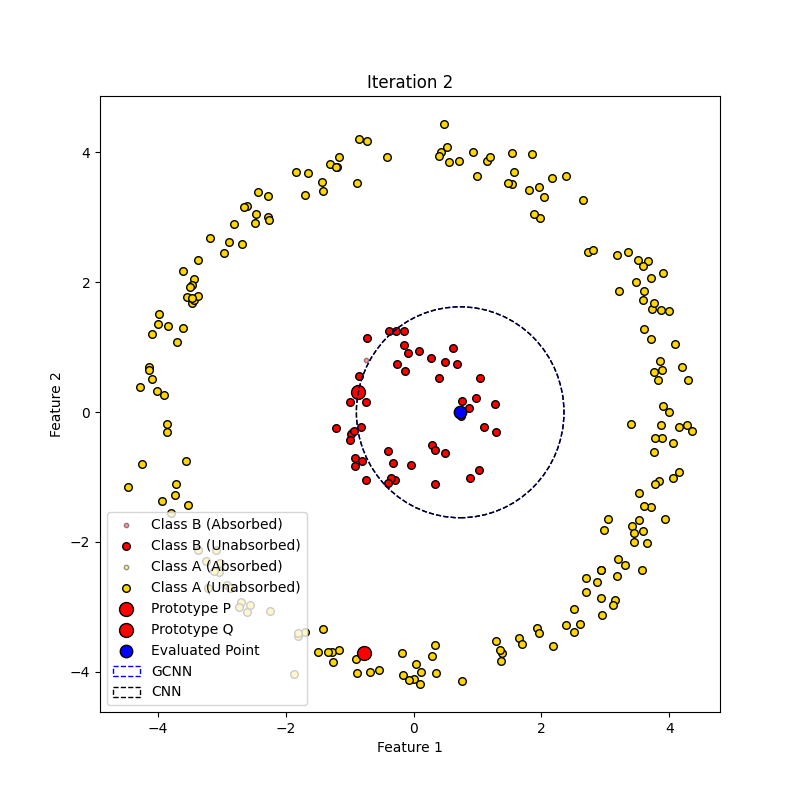 Iteration 2
4
2
0
−2
−4
Feature 2
Class B (Absorbed)
Class B (Unabsorbed)
Class A (Absorbed)
Class A (Unabsorbed)
Prototype P
Prototype Q
Evaluated Point
GCNN
CNN
−4 −2 0 2 4
Feature 1